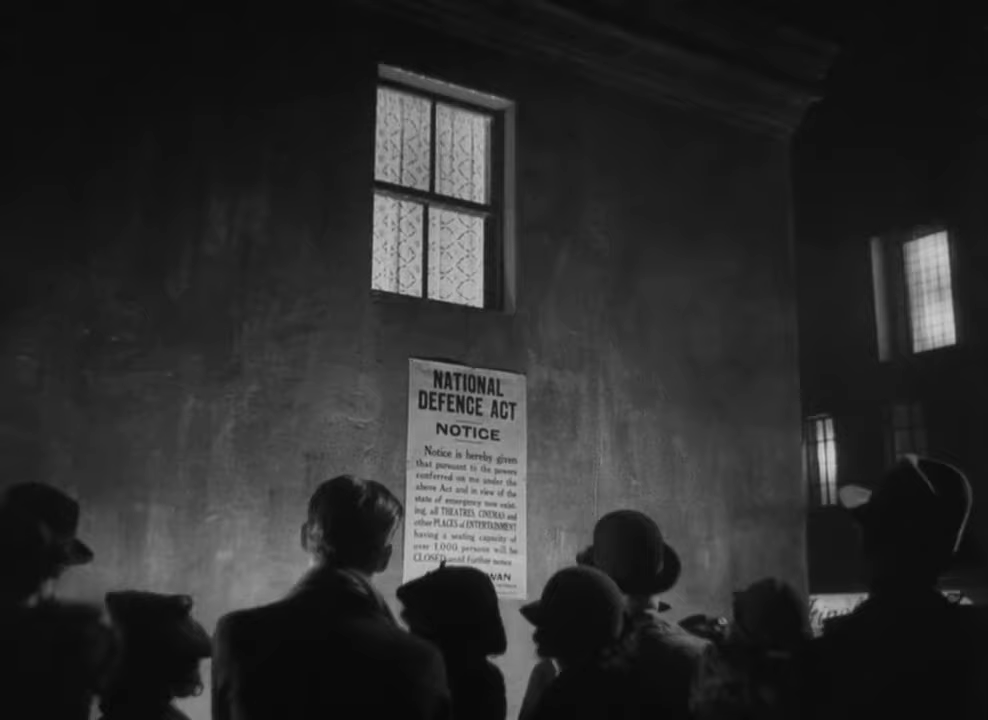 NATIONAL
DEFENCE ACT
NOTICE
Notice is hereby given
that pursuant to the powers
conferred on me under the
above Act and in view of the
state of emergency now exist-
ing, all THEATRES, CINEMAS and
other PLACES of ENTERTAINMENT
having a seating capacity of
over 1,000 persons will be
CLOSED until further notice
WAN